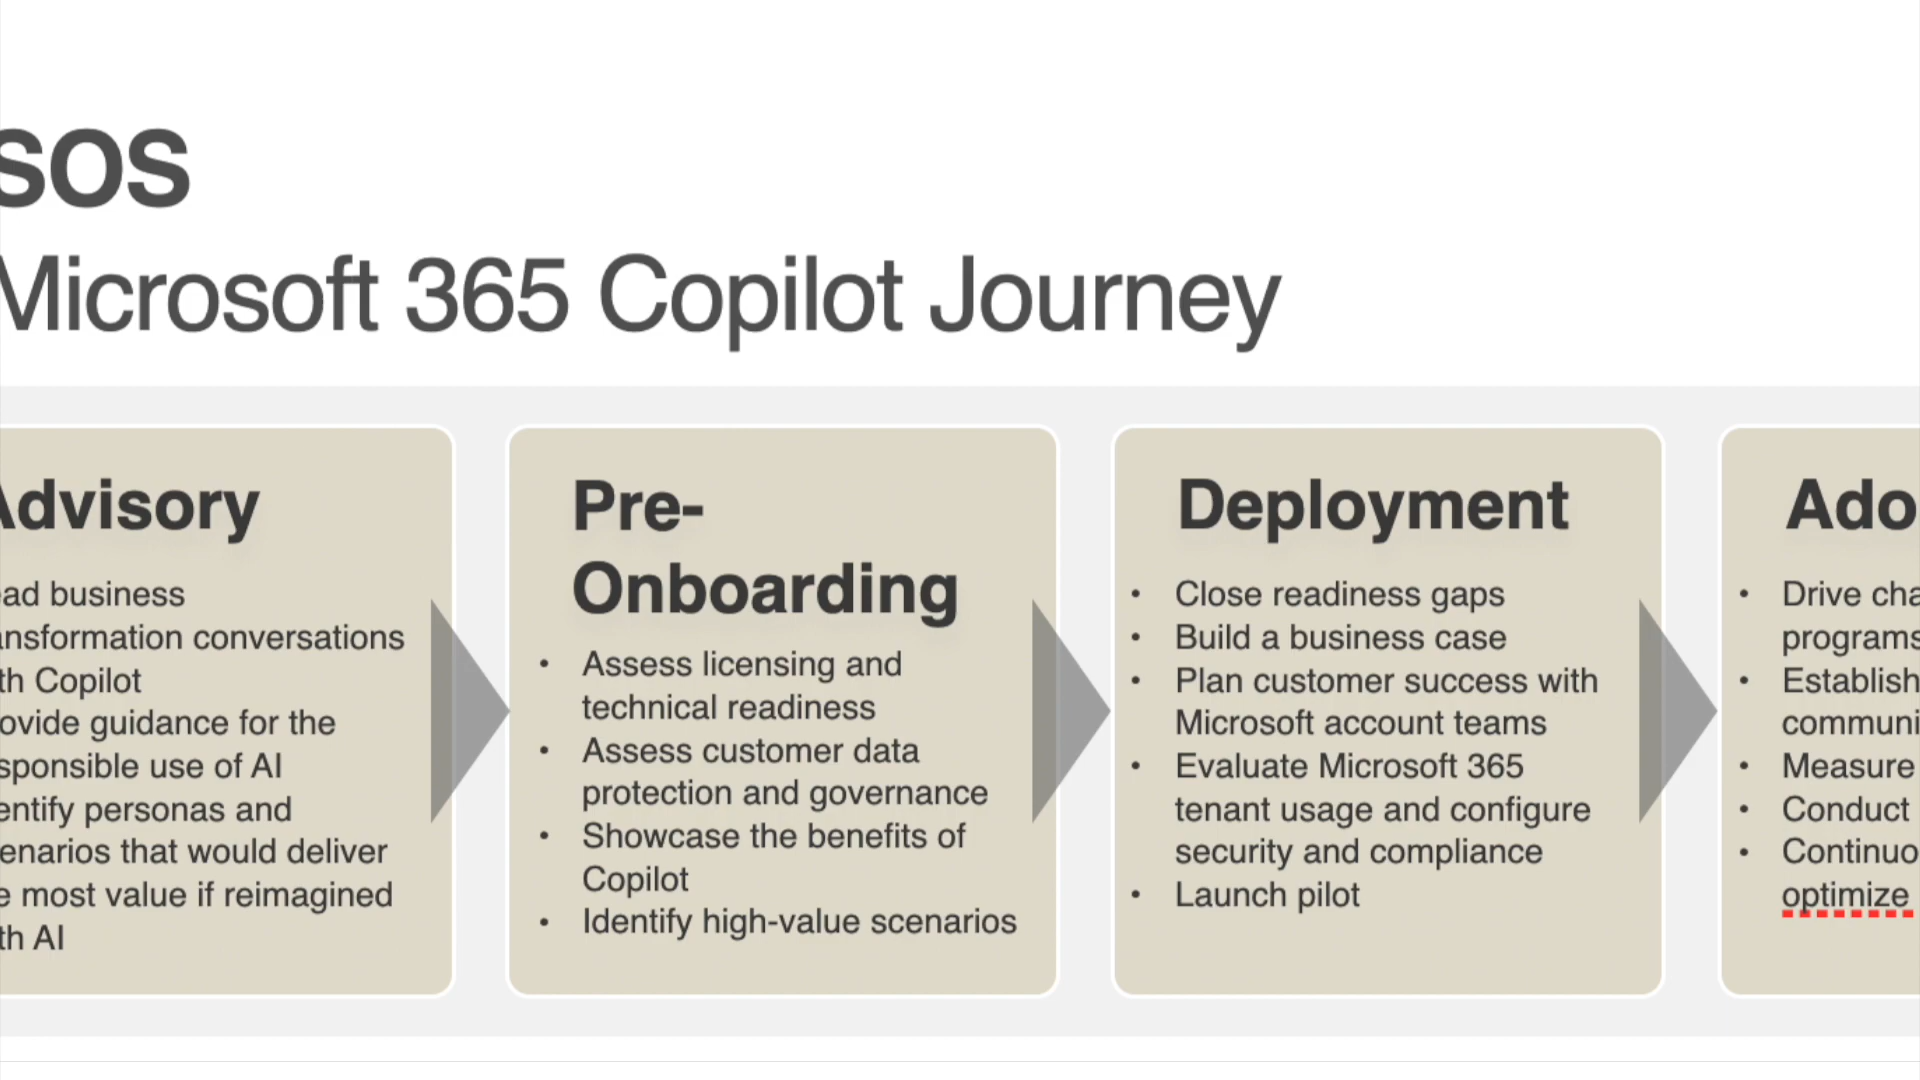 sos
Microsoft 365 Copilot Journey
Advisory
ad business
ansformation conversations
th Copilot
ovide guidance for the
sponsible use of AI
entify personas and
enarios that would deliver
e most value if reimagined
th AI
Pre-
Onboarding
• Assess licensing and
technical readiness
• Assess customer data
protection and governance
• Showcase the benefits of
Copilot
• Identify high-value scenarios
Deployment
• Close readiness gaps
• Build a business case
• Plan customer success with
Microsoft account teams
• Evaluate Microsoft 365
tenant usage and configure
security and compliance
• Launch pilot
Ado
• Drive cha
programs
• Establish
communi
• Measure
• Conduct
• Continuo
optimize